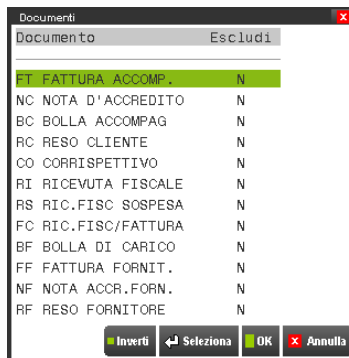 Documenti
Documento Escludi
FT FATTURA ACCOMP. N
NC NOTA D'ACCREDITO N
BC BOLLA ACCOMPAG N
RC RESO CLIENTE N
CO CORRISPETTIVO N
RI RICEVUTA FISCALE N
RS RIC.FISC SOSPESA N
FC RIC.FISC/FATTURA N
BF BOLLA DI CARICO N
FF FATTURA FORNIT. N
NF NOTA ACCR.FORN. N
RF RESO FORNITORE N
Inverti Seleziona OK X Annulla